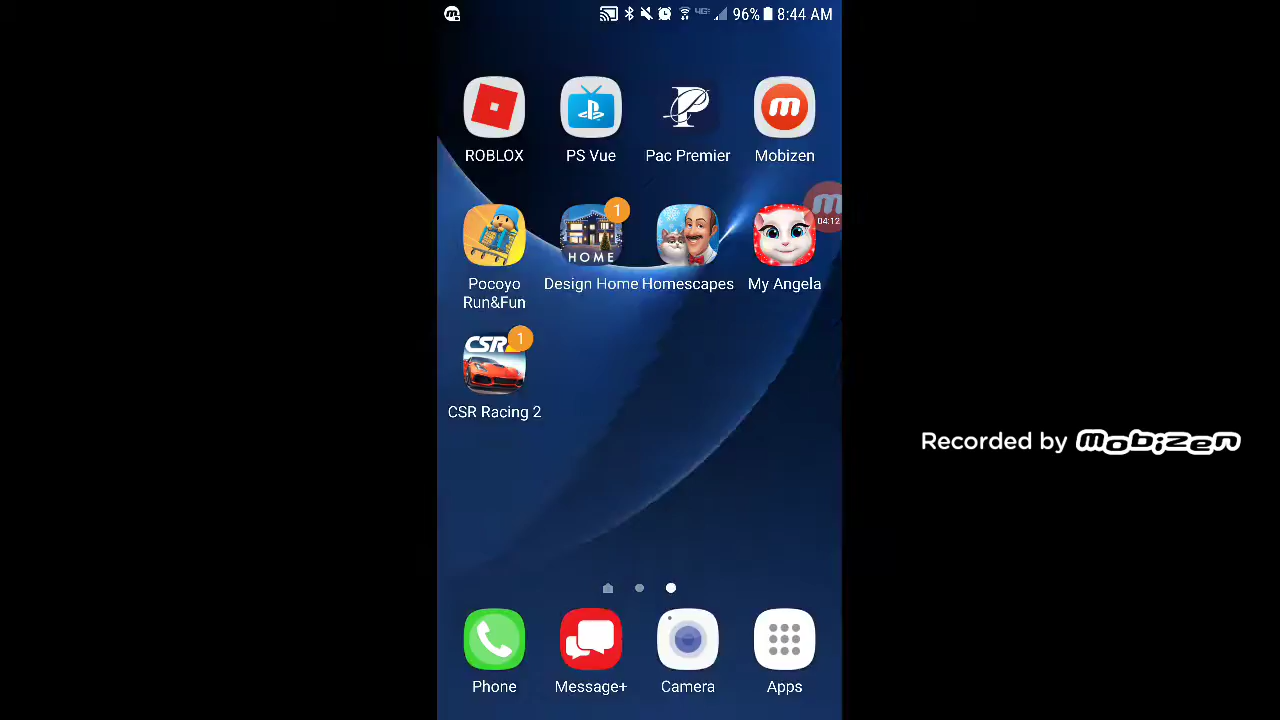 96% 8:44 AM
ROBLOX PS Vue Pac Premier Mobizen
04:12
1
HOME
Pocoyo Run&Fun
Design Home
Homescapes
My Angela
CSR 1
CSR Racing 2
Recorded by mobizen
Phone Message+ Camera Apps